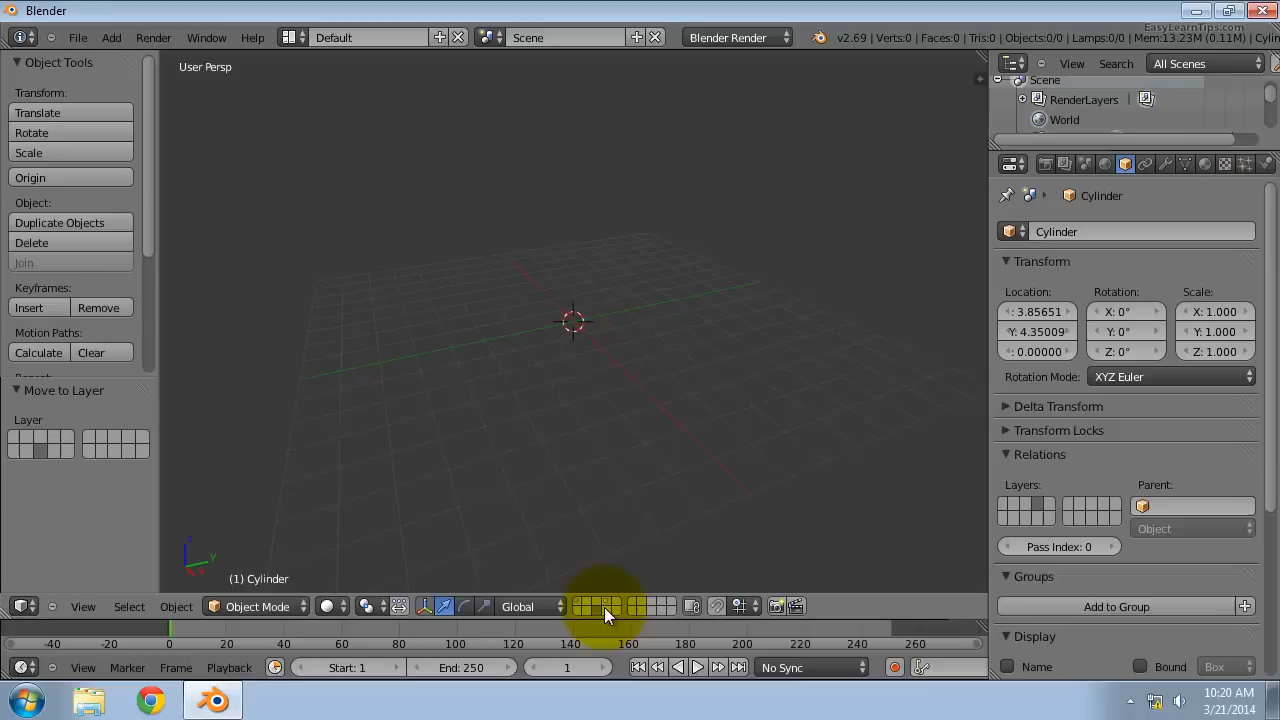 Blender
EasyLearnTips.com
File Add Render Window Help Default Scene Blender Render v2.69 | Verts:0 | Faces:0 | Tris:0 | Objects:0/0 | Lamps:0/0 | Mem:13.23M (0.11M) | Cylin
Object Tools
User Persp
View Search All Scenes
Scene
RenderLayers |
World
Transform:
Translate
Rotate
Scale
Origin
Object:
Duplicate Objects
Delete
Join
Keyframes:
Insert Remove
Motion Paths:
Calculate Clear
Move to Layer
Layer
Cylinder
Cylinder
Transform
Location: Rotation: Scale:
: 3.85651 X: 0° X: 1.000
Y: 4.35009 Y: 0° Y: 1.000
: 0.00000 Z: 0° Z: 1.000
Rotation Mode: XYZ Euler
Delta Transform
Transform Locks
Relations
Layers: Parent:
Object
Pass Index: 0
Groups
Add to Group
Display
Name Bound Box
z
y
(1) Cylinder
View Select Object Object Mode Global
-40 -20 0 20 40 60 80 100 120 140 160 180 200 220 240 260
View Marker Frame Playback Start: 1 End: 250 1 No Sync
10:20 AM
3/21/2014